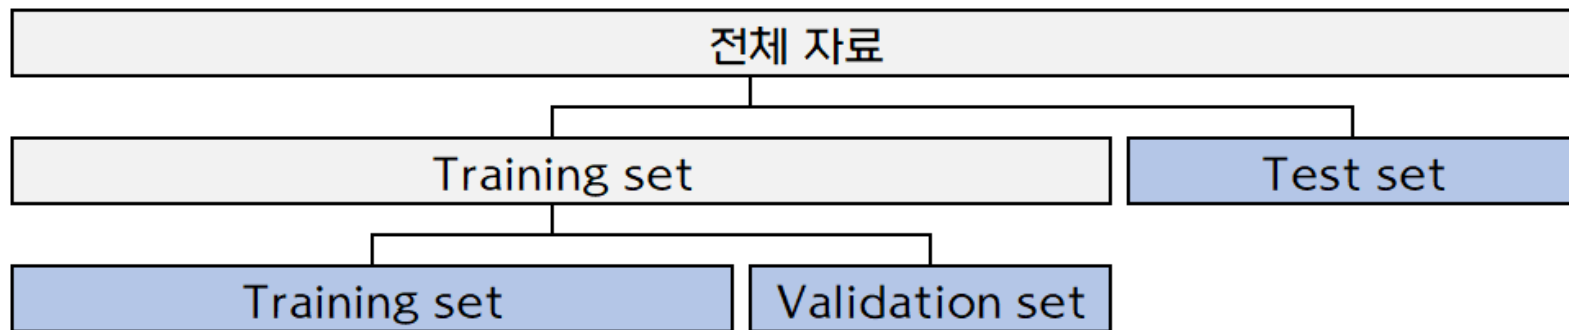 전체 자료
Training set
Test set
Training set
Validation set